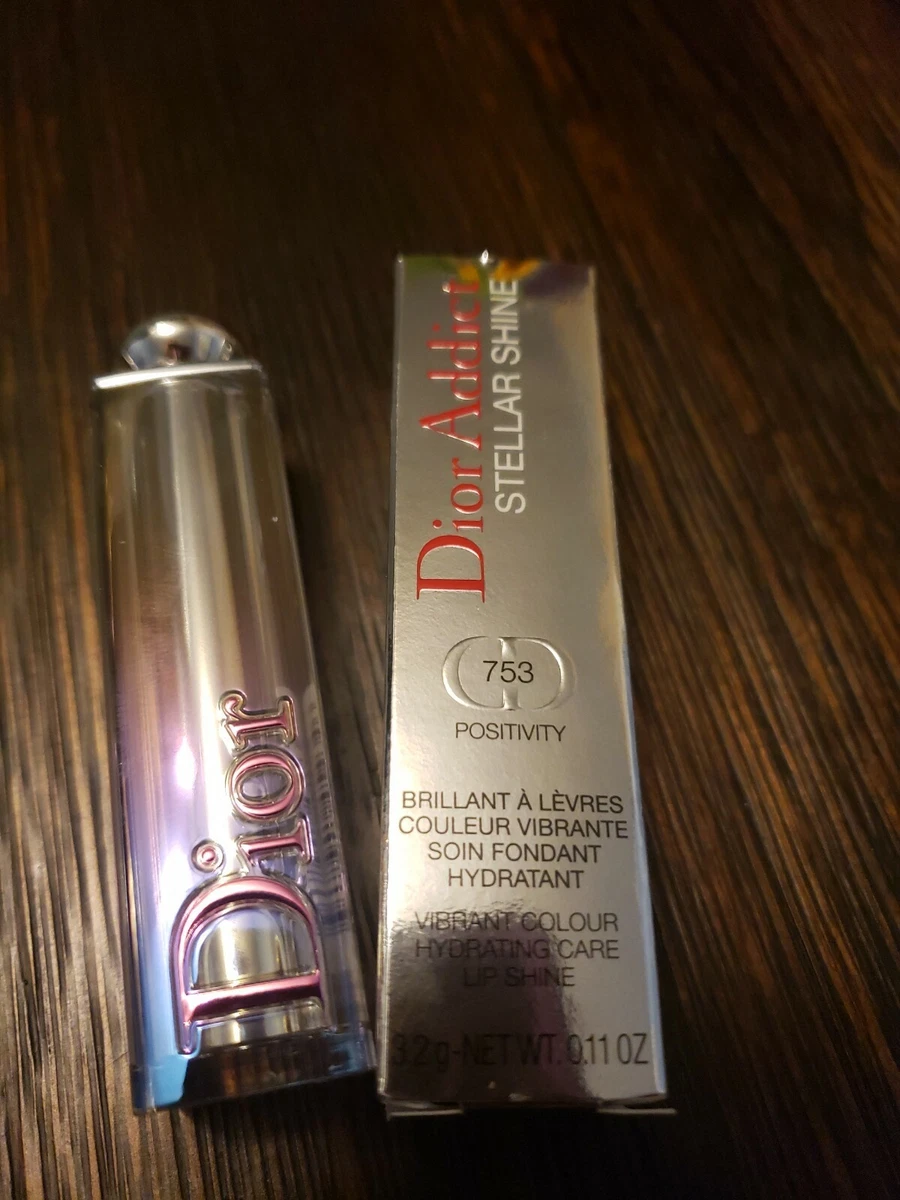 Dior
Dior Addict
STELLAR SHINE
753
POSITIVITY
BRILLANT À LÈVRES
COULEUR VIBRANTE
SOIN FONDANT
HYDRATANT
VIBRANT COLOUR
HYDRATING CARE
LIP SHINE
3.2 g-NET WT. 0.11 OZ